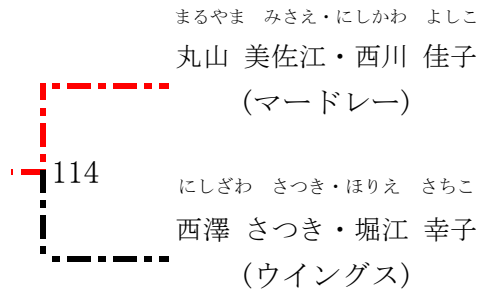 まるやま みさえ・にしかわ よしこ
丸山 美佐江・西川 佳子
(マードレー)
114
にしざわ さつき・ほりえ さちこ
西澤 さつき・堀江 幸子
(ウイングス)